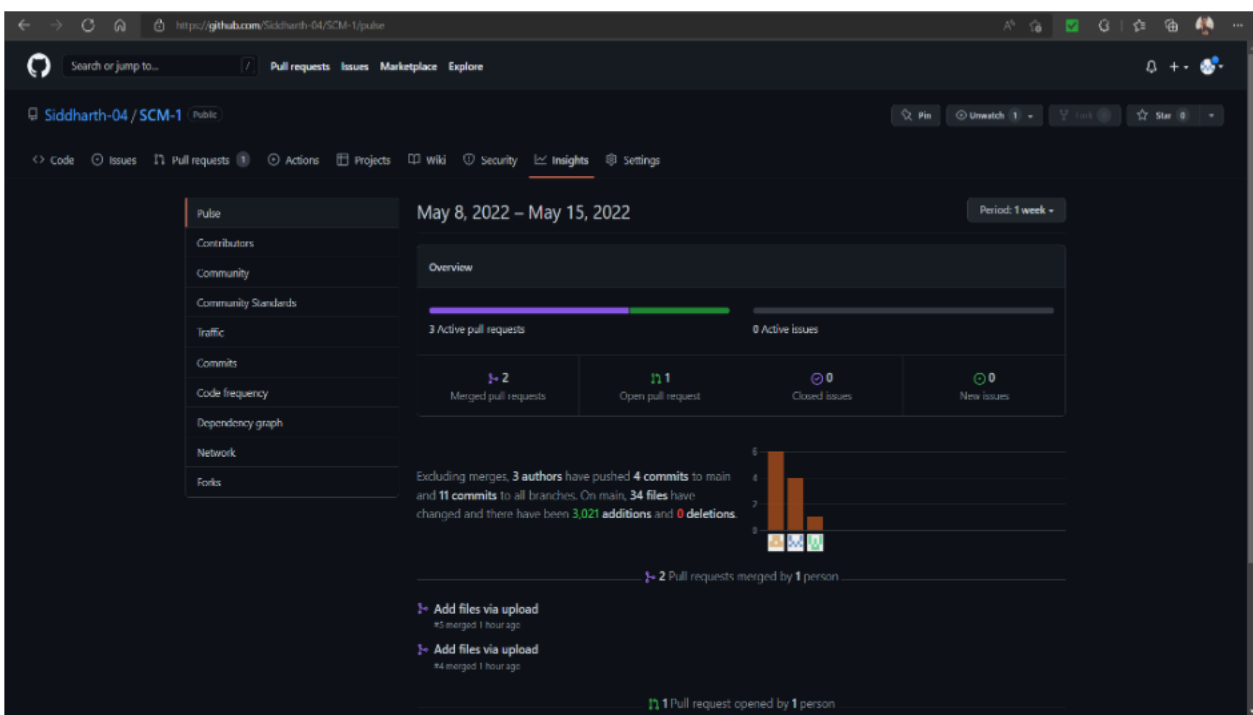 https://github.com/Siddharth-04/SCM-1/pulse
Search or jump to... /
Pull requests Issues Marketplace Explore
Siddharth-04 / SCM-1 Public
Pin Unwatch 1 Fork 0 Star 0
Code Issues Pull requests 1 Actions Projects Wiki Security Insights Settings
Pulse
Contributors
Community
Community Standards
Traffic
Commits
Code frequency
Dependency graph
Network
Forks
May 8, 2022 – May 15, 2022
Period: 1 week
Overview
3 Active pull requests
0 Active issues
2
Merged pull requests
1
Open pull request
0
Closed issues
0
New issues
Excluding merges, 3 authors have pushed 4 commits to main
and 11 commits to all branches. On main, 34 files have
changed and there have been 3,021 additions and 0 deletions.
6
4
2
0
2 Pull requests merged by 1 person
Add files via upload
#5 merged 1 hour ago
Add files via upload
#4 merged 1 hour ago
1 Pull request opened by 1 person